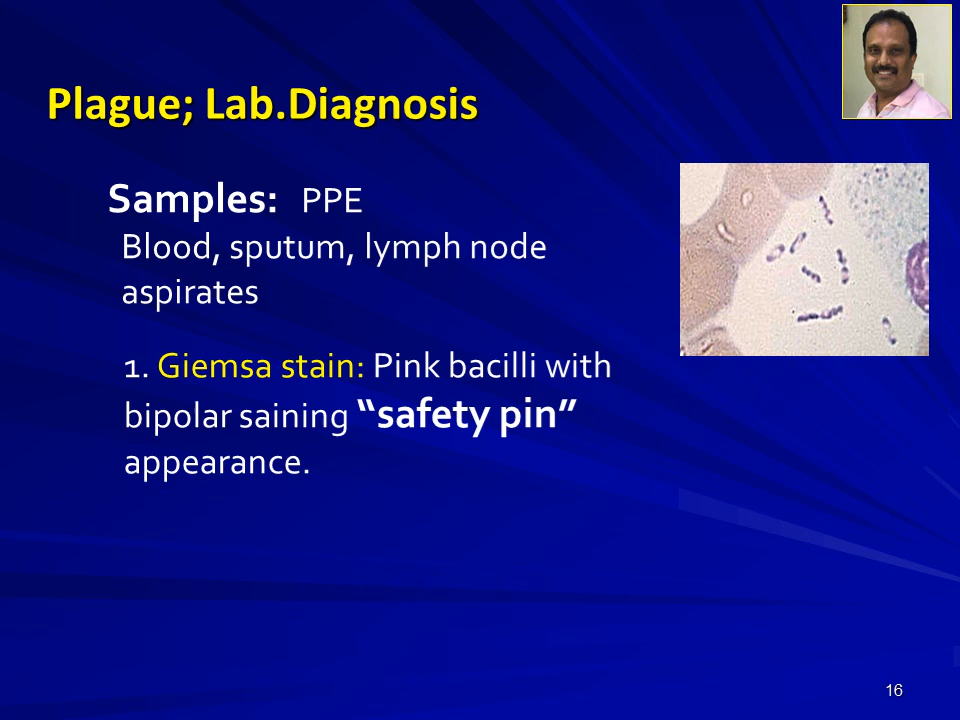 Plague; Lab.Diagnosis
Samples: PPE
Blood, sputum, lymph node
aspirates
1. Giemsa stain: Pink bacilli with
bipolar saining “safety pin”
appearance.
16